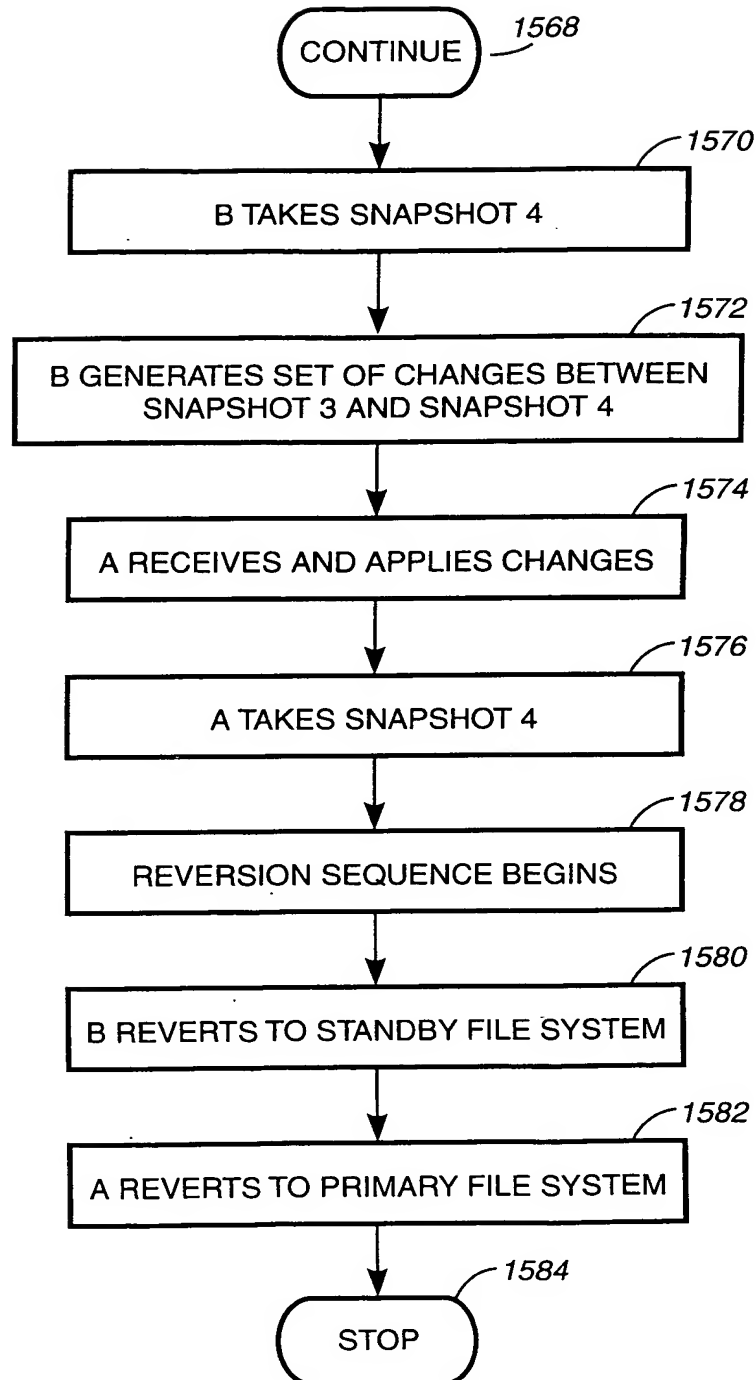 CONTINUE
1568
1570
B TAKES SNAPSHOT 4
1572
B GENERATES SET OF CHANGES BETWEEN
SNAPSHOT 3 AND SNAPSHOT 4
1574
A RECEIVES AND APPLIES CHANGES
1576
A TAKES SNAPSHOT 4
1578
REVERSION SEQUENCE BEGINS
1580
B REVERTS TO STANDBY FILE SYSTEM
1582
A REVERTS TO PRIMARY FILE SYSTEM
1584
STOP